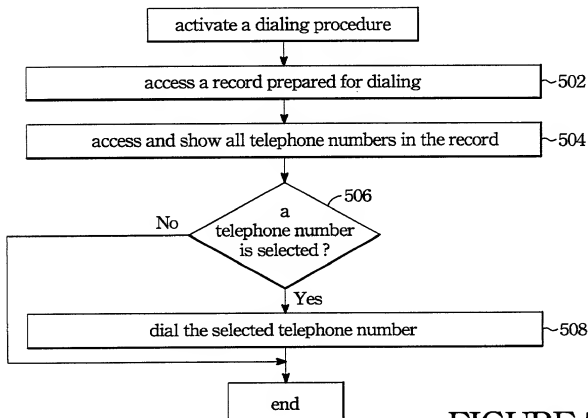 activate a dialing procedure
access a record prepared for dialing
502
access and show all telephone numbers in the record
504
506
a
telephone number
is selected ?
No
Yes
dial the selected telephone number
508
end